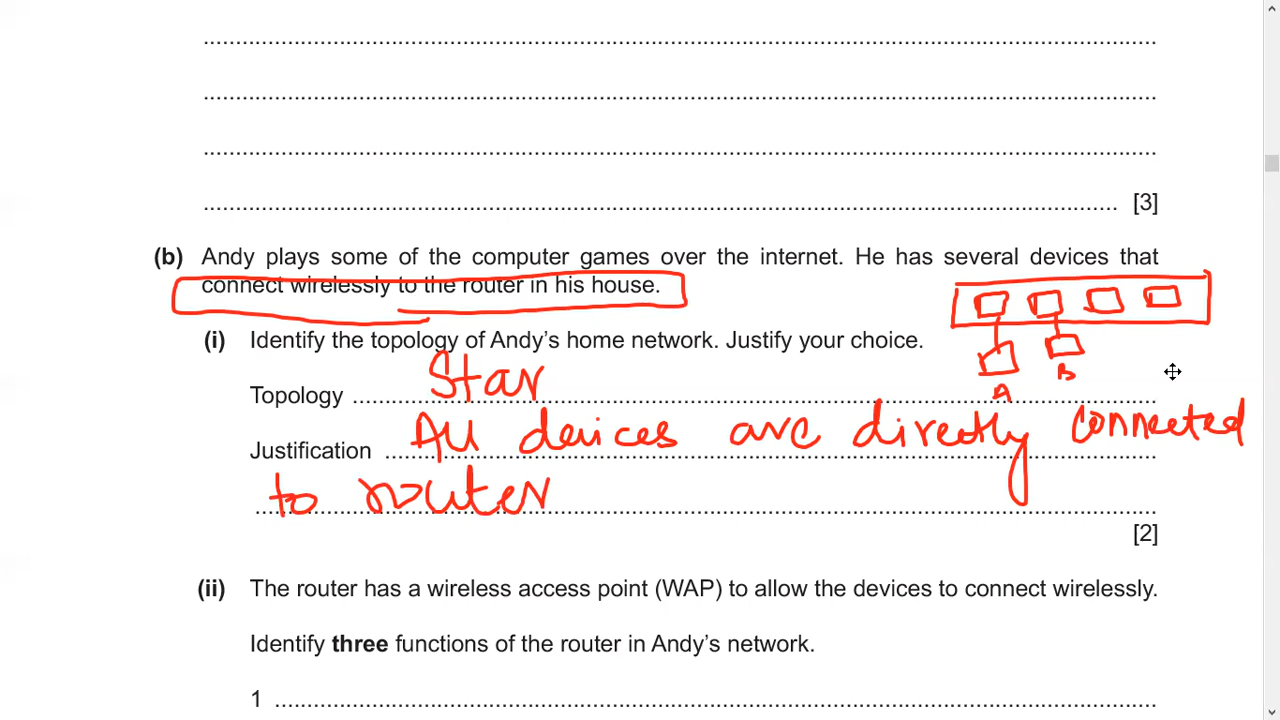 [3]
(b) Andy plays some of the computer games over the internet. He has several devices that
connect wirelessly to the router in his house.
(i) Identify the topology of Andy's home network. Justify your choice.
Topology Star
A B
Justification All devices are directly connected
to router
[2]
(ii) The router has a wireless access point (WAP) to allow the devices to connect wirelessly.
Identify three functions of the router in Andy's network.
1